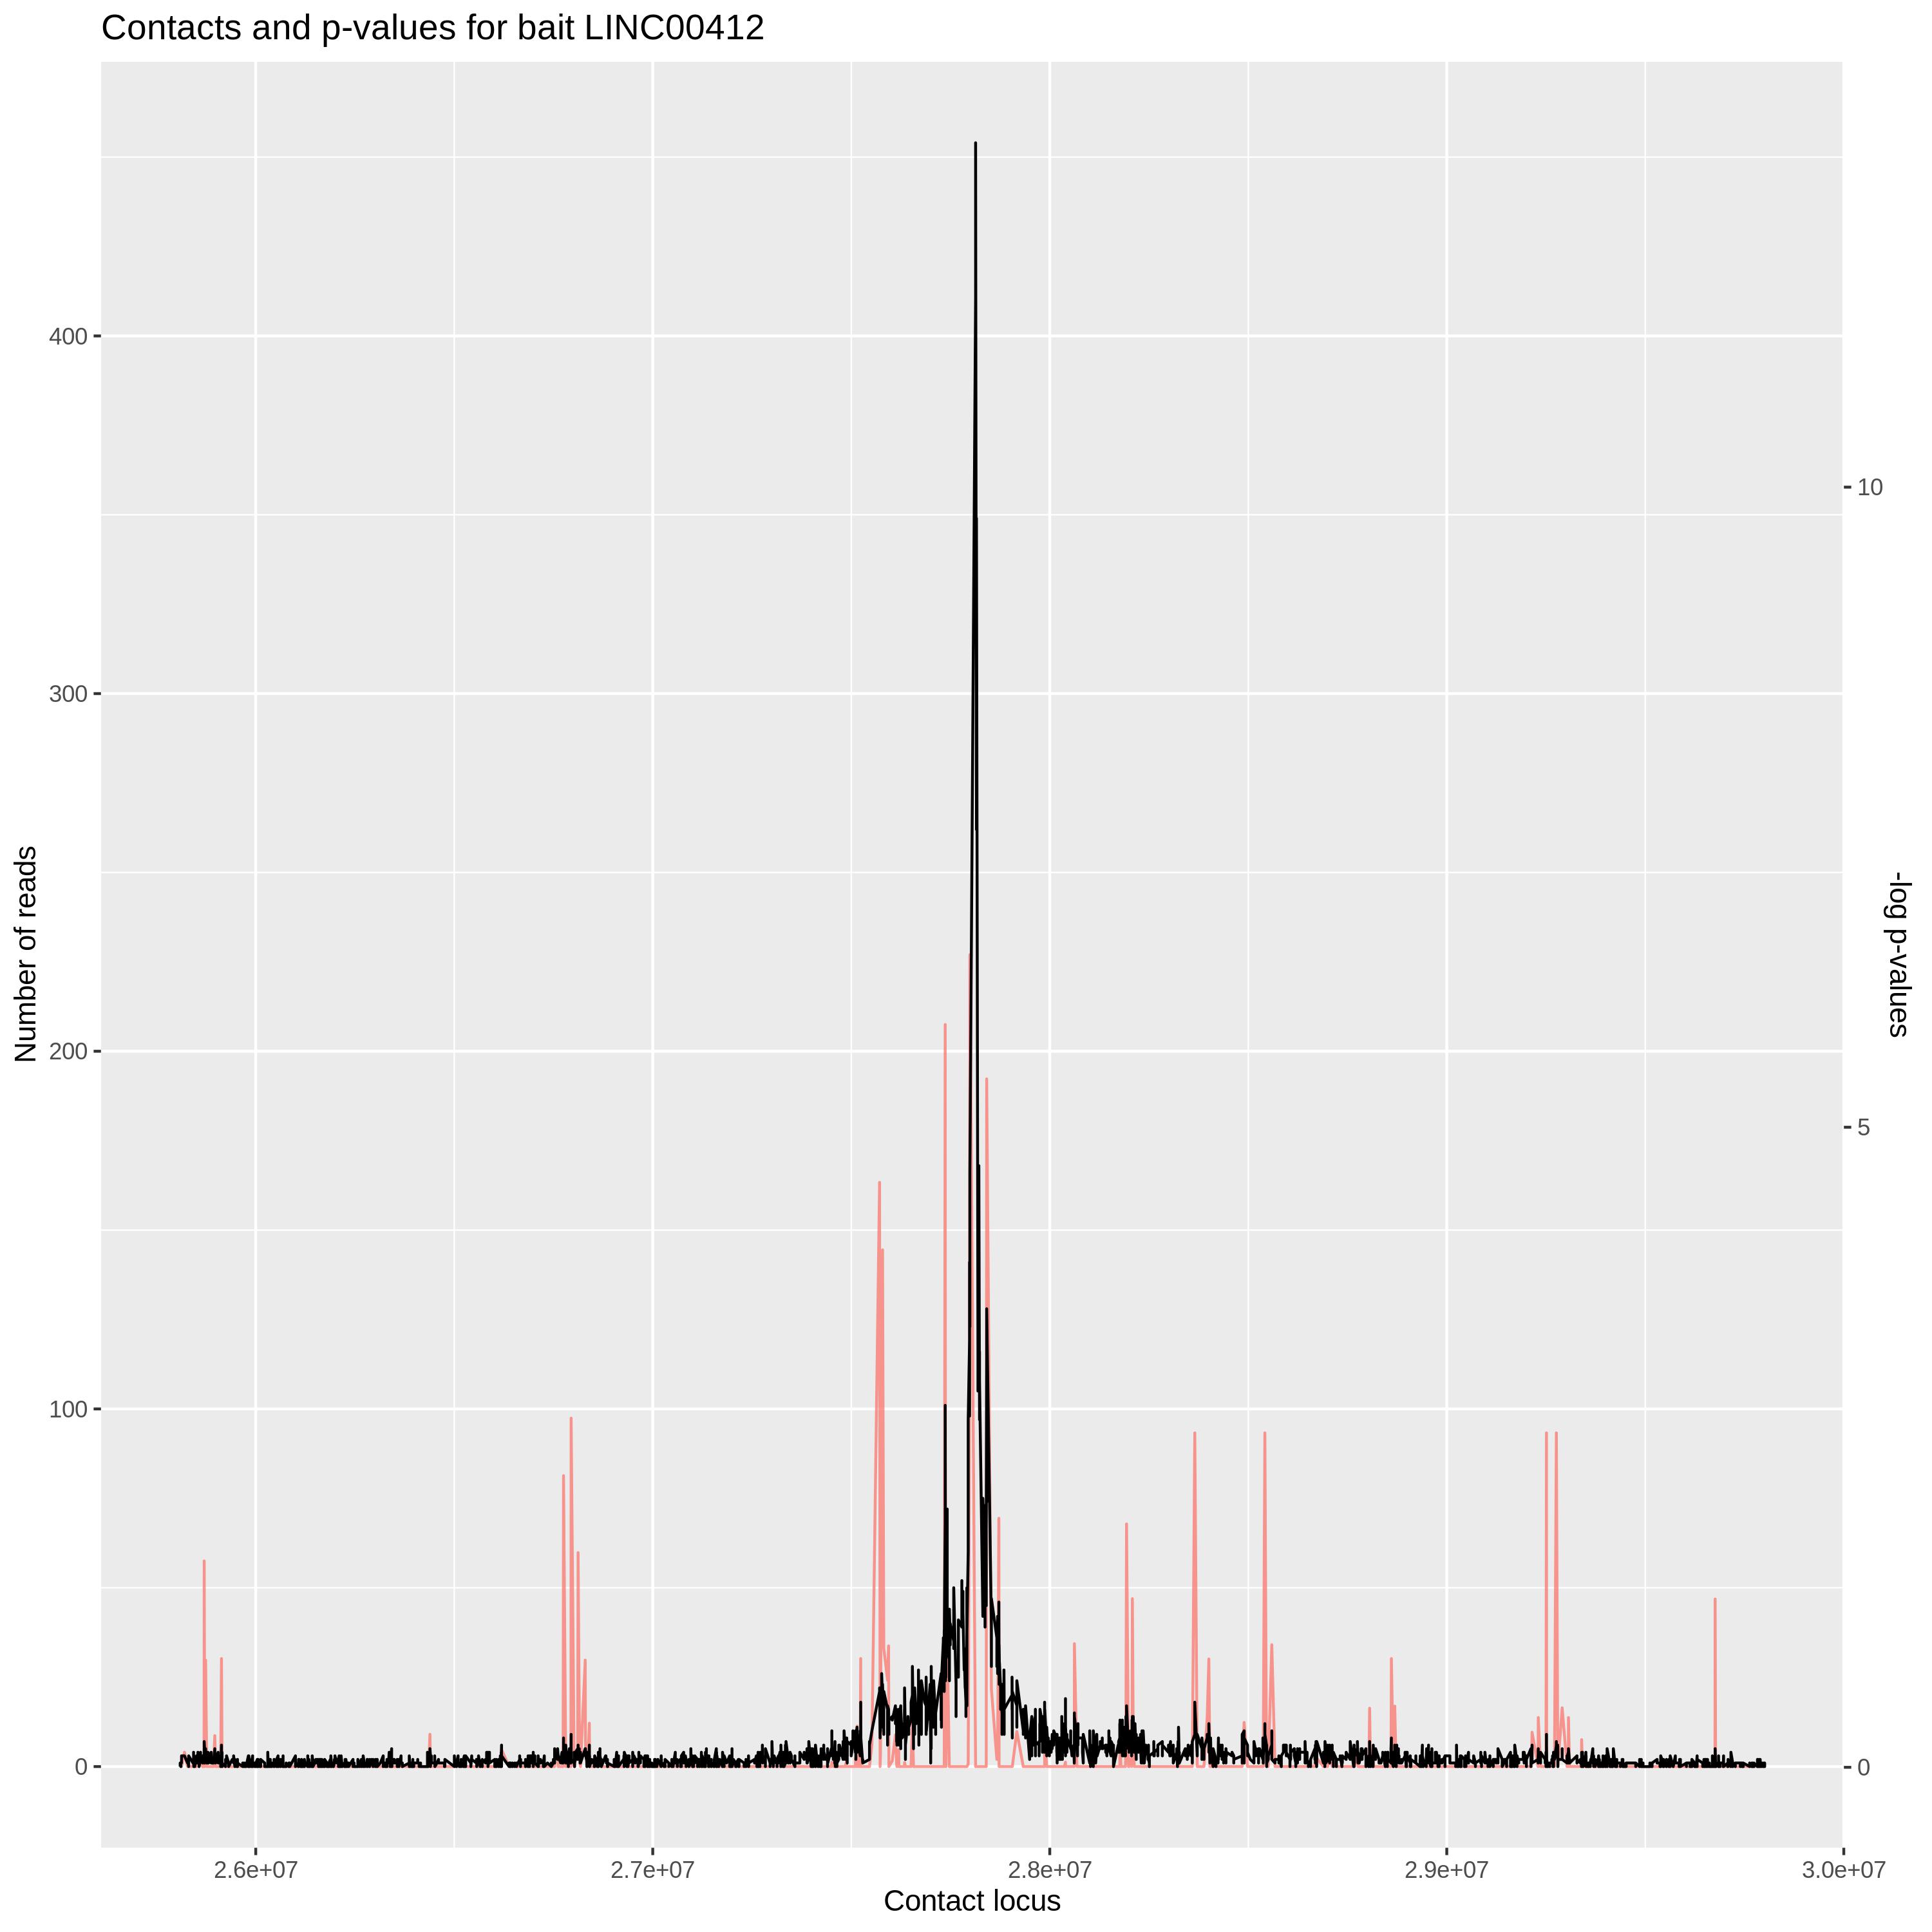 Contacts and p-values for bait LINC00412
Number of reads
400
300
200
100
0
10
5
0
-log p-values
2.6e+07
2.7e+07
2.8e+07
2.9e+07
3.0e+07
Contact locus